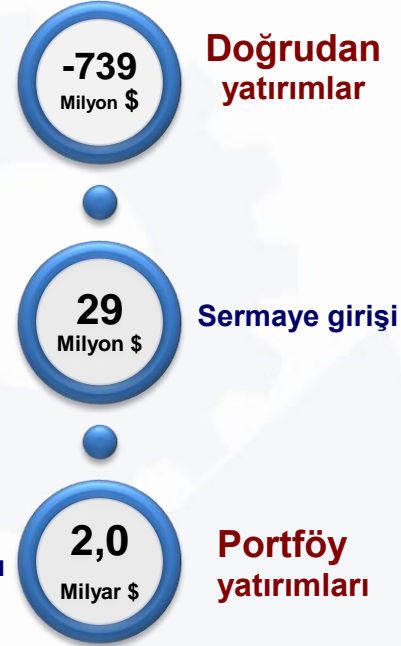 -739
Milyon $
Doğrudan
yatırımlar
29
Milyon $
Sermaye girişi
2,0
Milyar $
Portföy
yatırımları